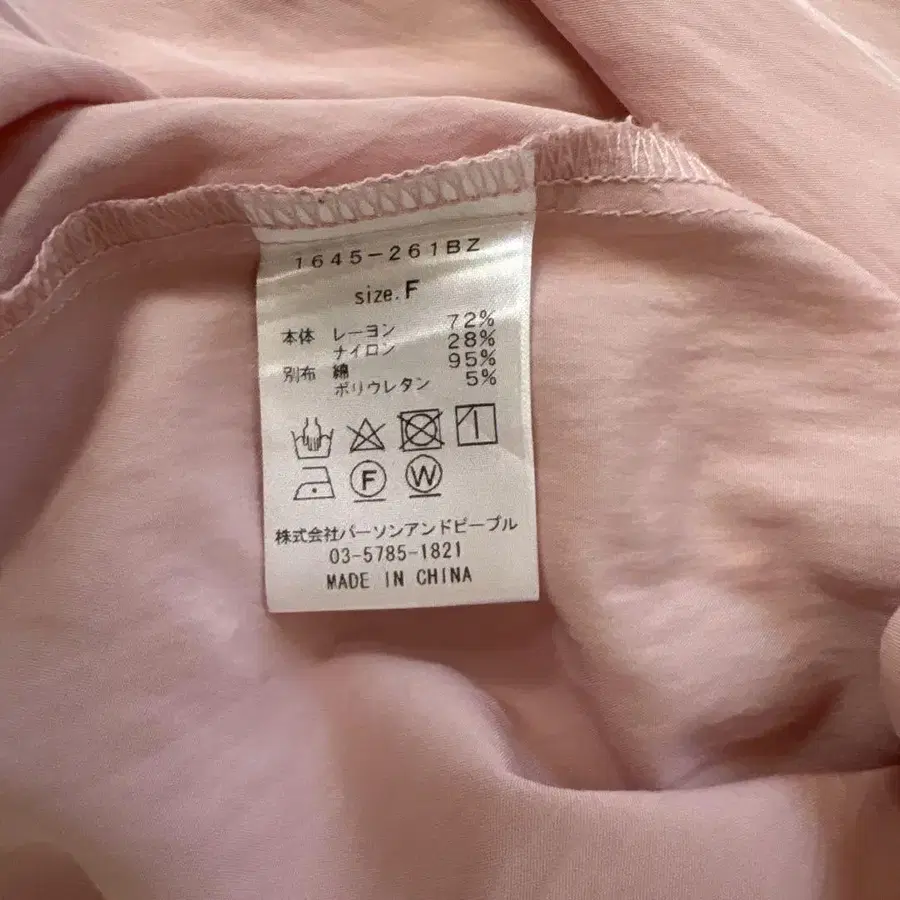 1645-261BZ
size.F
本体 レーヨン 72%
ナイロン 28%
別布 綿 95%
ポリウレタン 5%
F W
株式会社パーソンアンドピープル
03-5785-1821
MADE IN CHINA